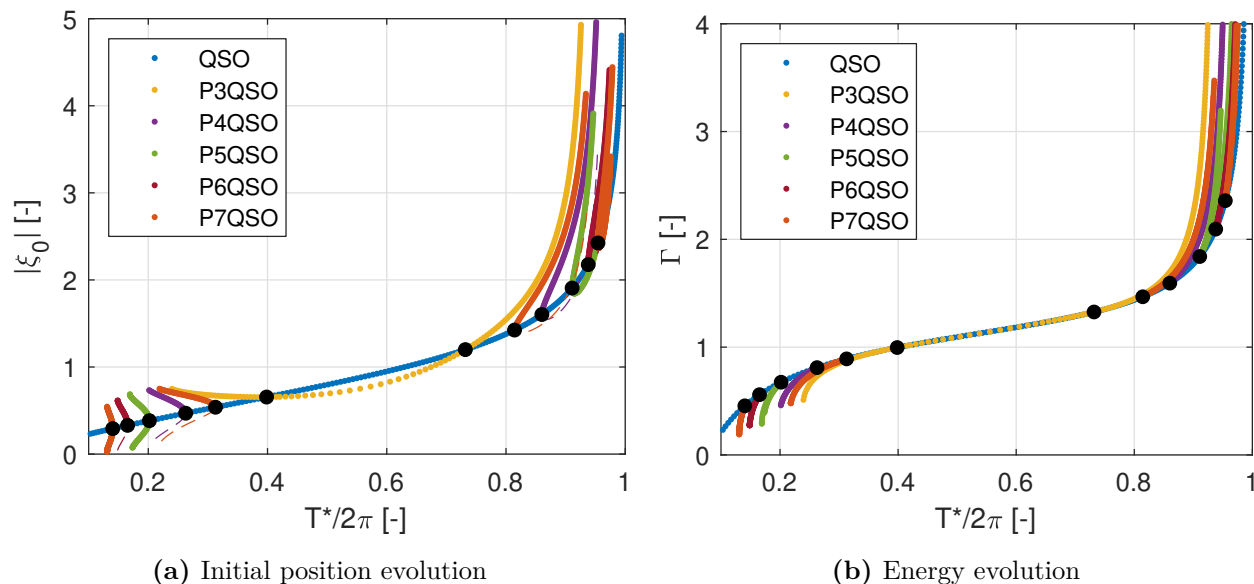 5
4
3
2
1
0
|ξ₀| [-]
QSO
P3QSO
P4QSO
P5QSO
P6QSO
P7QSO
0.2 0.4 0.6 0.8 1
T*/2π [-]
(a) Initial position evolution
4
3
2
1
0
Γ [-]
QSO
P3QSO
P4QSO
P5QSO
P6QSO
P7QSO
0.2 0.4 0.6 0.8 1
T*/2π [-]
(b) Energy evolution